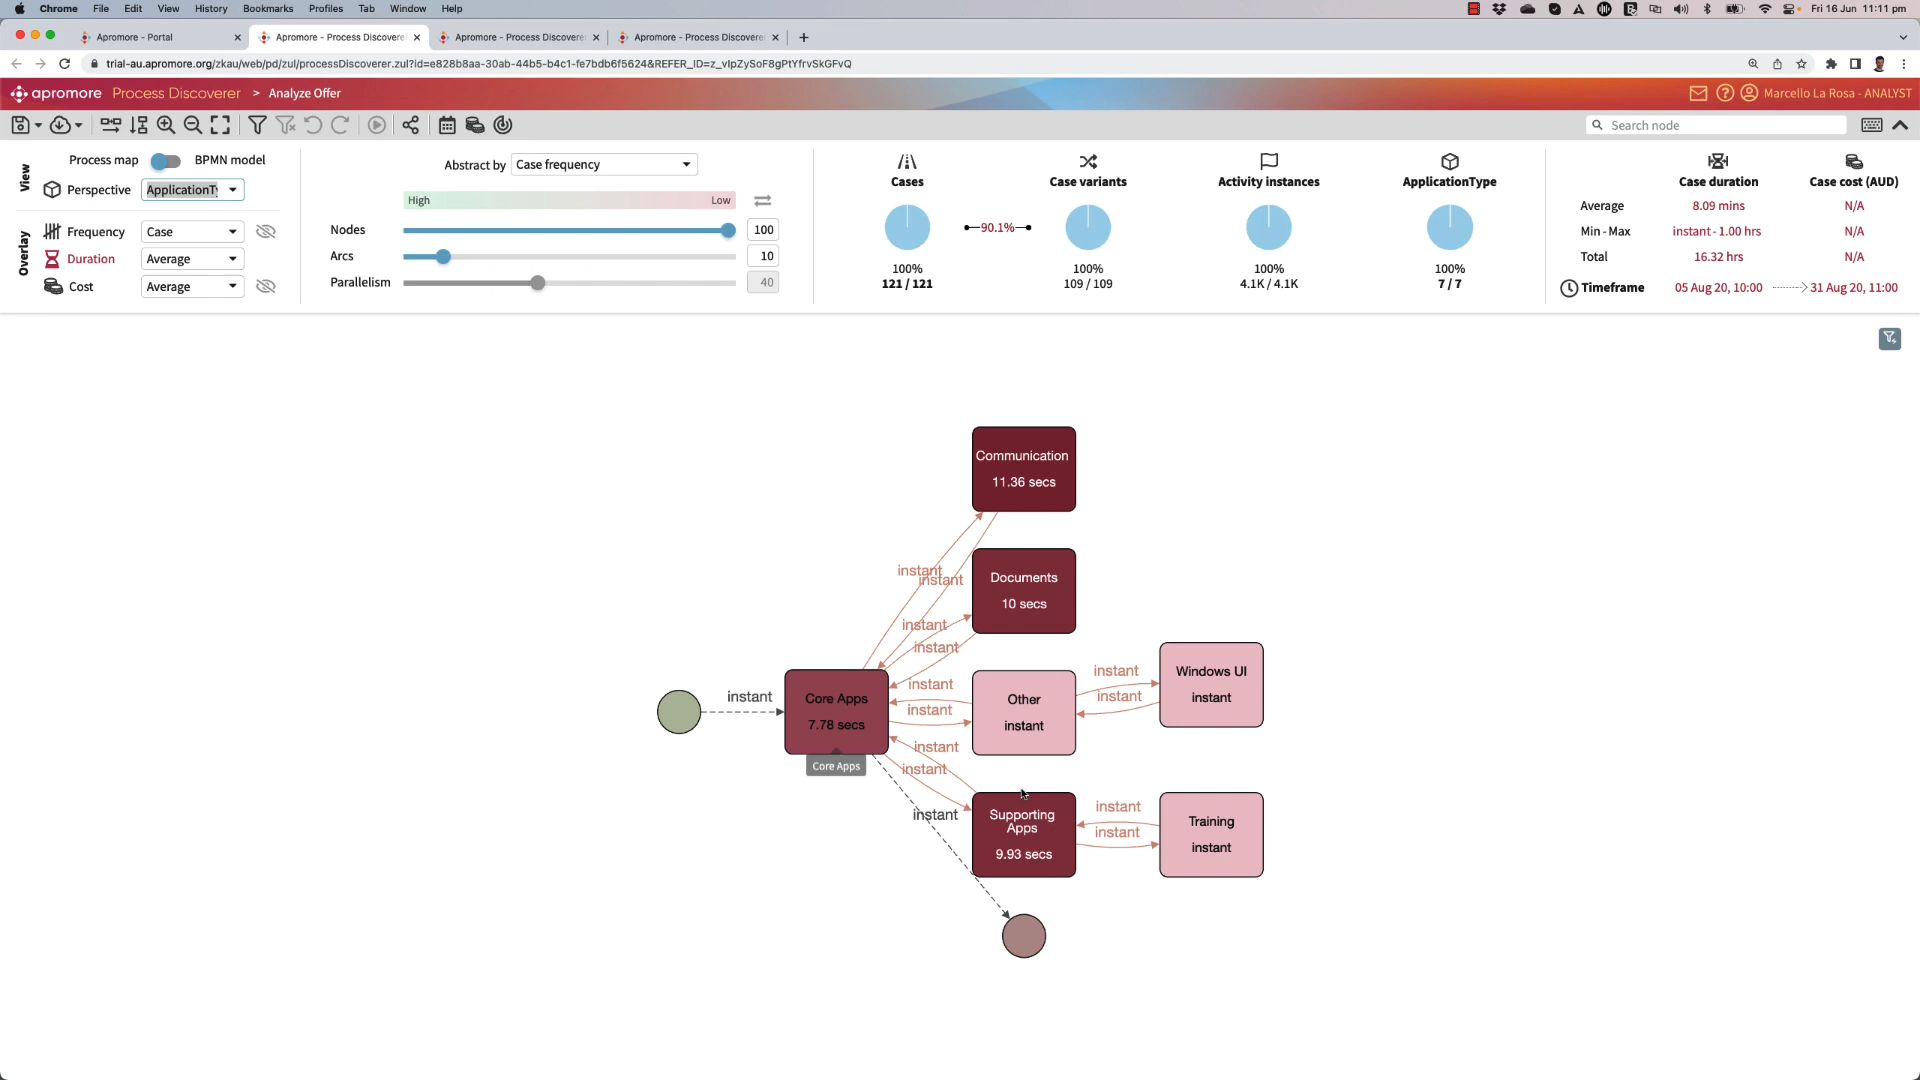 Chrome File Edit View History Bookmarks Profiles Tab Window Help Fri 16 Jun 11:11 pm
Apromore - Portal Apromore - Process Discovere Apromore - Process Discovere Apromore - Process Discovere
trial-au.apromore.org/zkau/web/pd/zul/processDiscoverer.zul?id=e828b8aa-30ab-44b5-b4c1-fe7bdb6f5624&REFER_ID=z_vIpZySoF8gPtYfrvSkGFvQ
apromore Process Discoverer > Analyze Offer Marcello La Rosa - ANALYST
Search node
View
Process map BPMN model
Perspective ApplicationTy
Overlay
Frequency Case
Duration Average
Cost Average
Abstract by Case frequency
High Low
Nodes 100
Arcs 10
Parallelism 40
Cases
100%
121 / 121
90.1%
Case variants
100%
109 / 109
Activity instances
100%
4.1K / 4.1K
ApplicationType
100%
7 / 7
Case duration Case cost (AUD)
Average 8.09 mins N/A
Min - Max instant - 1.00 hrs N/A
Total 16.32 hrs N/A
Timeframe 05 Aug 20, 10:00 31 Aug 20, 11:00
Communication
11.36 secs
instant
instant
Documents
10 secs
instant
instant
instant
Core Apps
7.78 secs
Core Apps
instant
instant
Other
instant
instant
instant
Windows UI
instant
instant
instant
instant
Supporting
Apps
9.93 secs
instant
instant
Training
instant